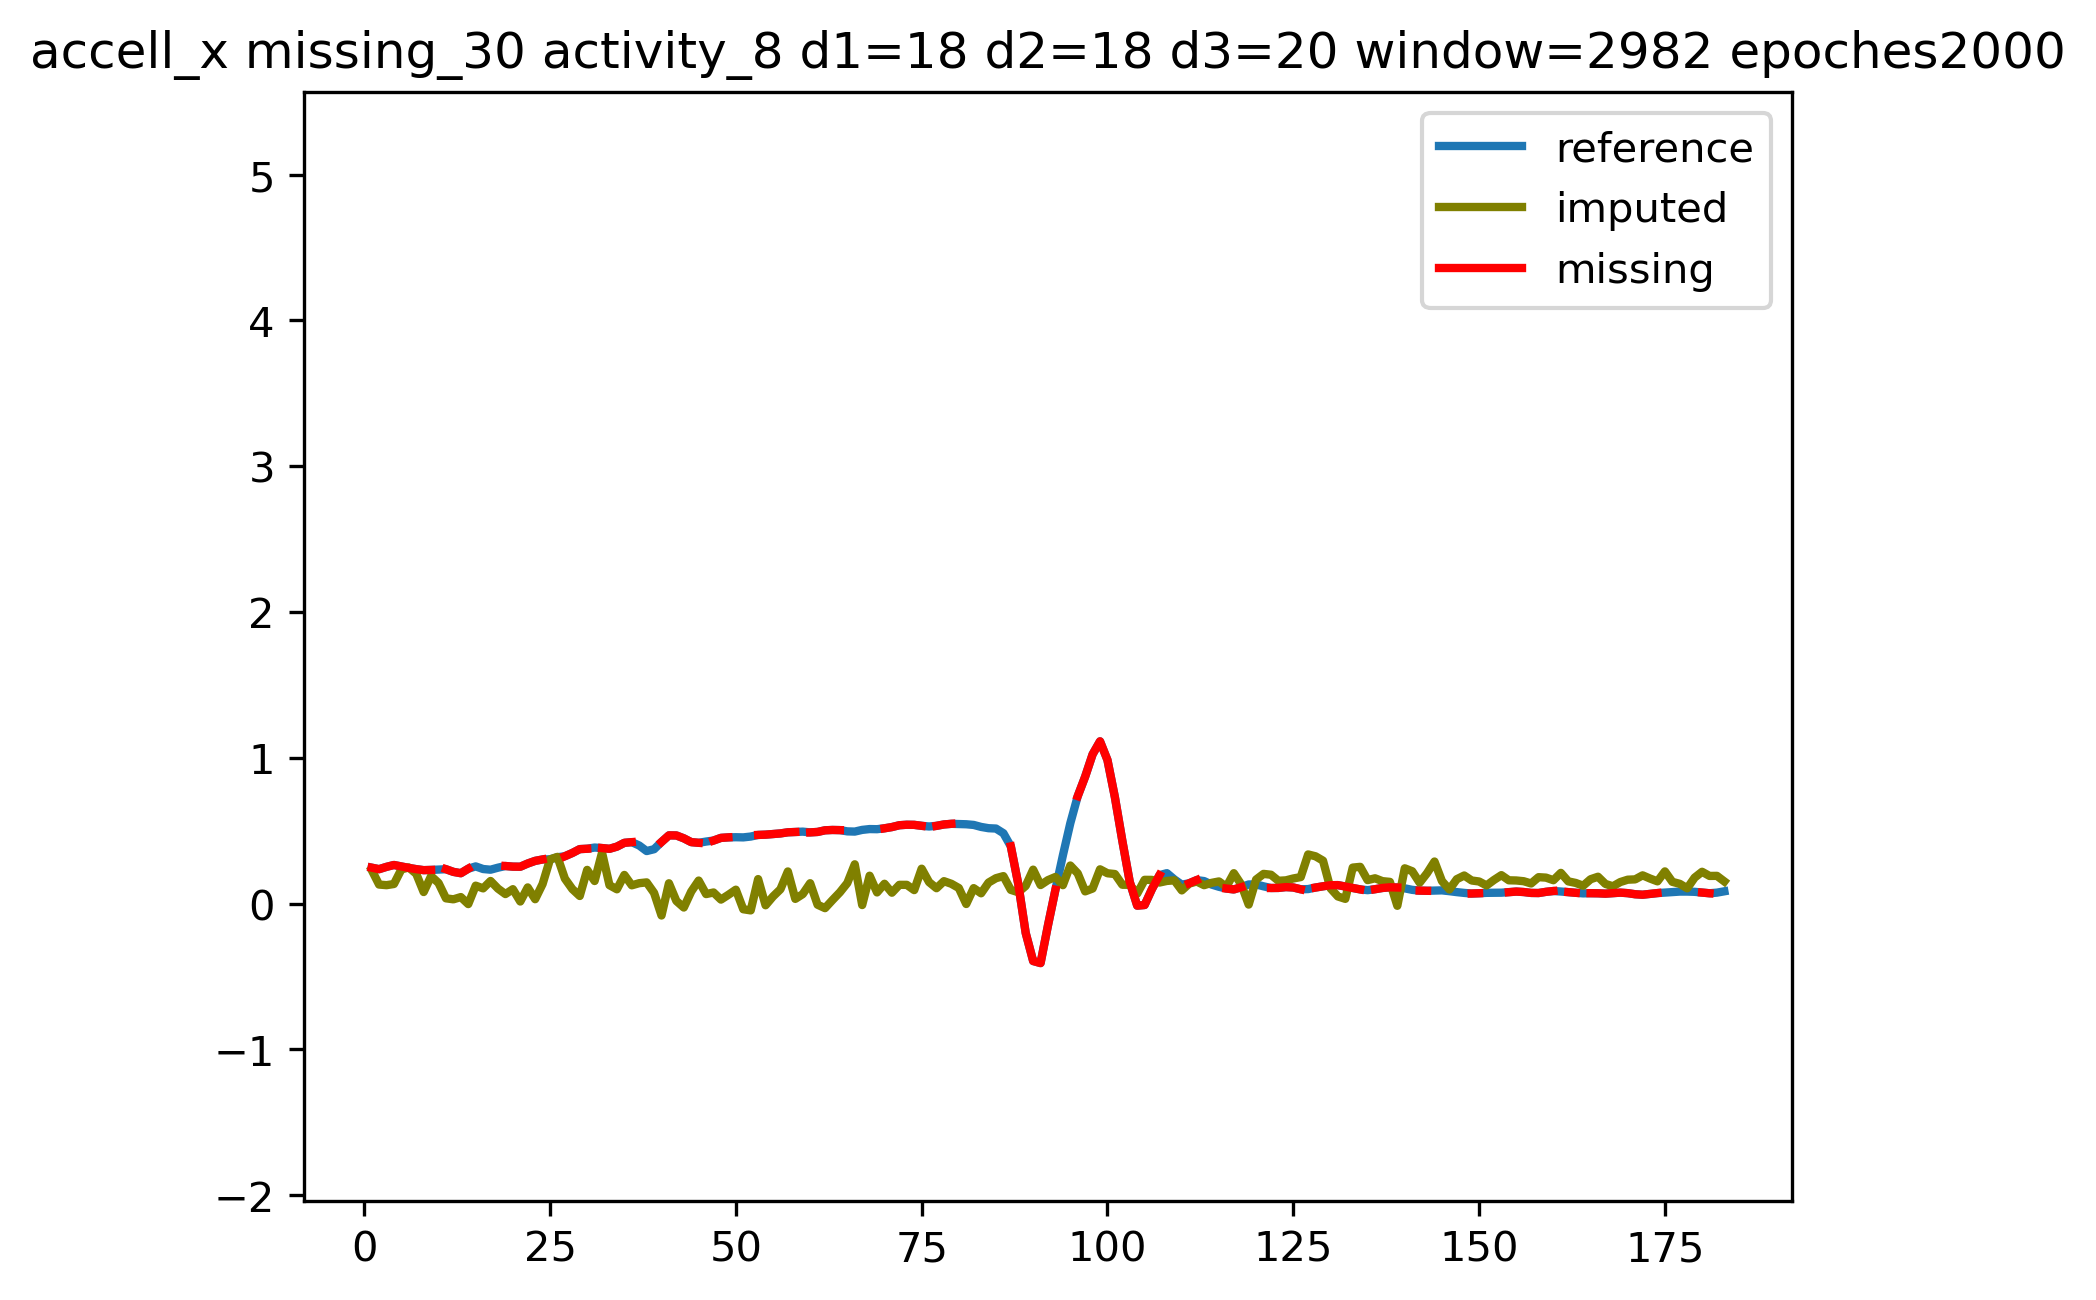 accell_x missing_30 activity_8 d1=18 d2=18 d3=20 window=2982 epoches2000
reference
imputed
missing
5
4
3
2
1
0
−1
−2
0 25 50 75 100 125 150 175